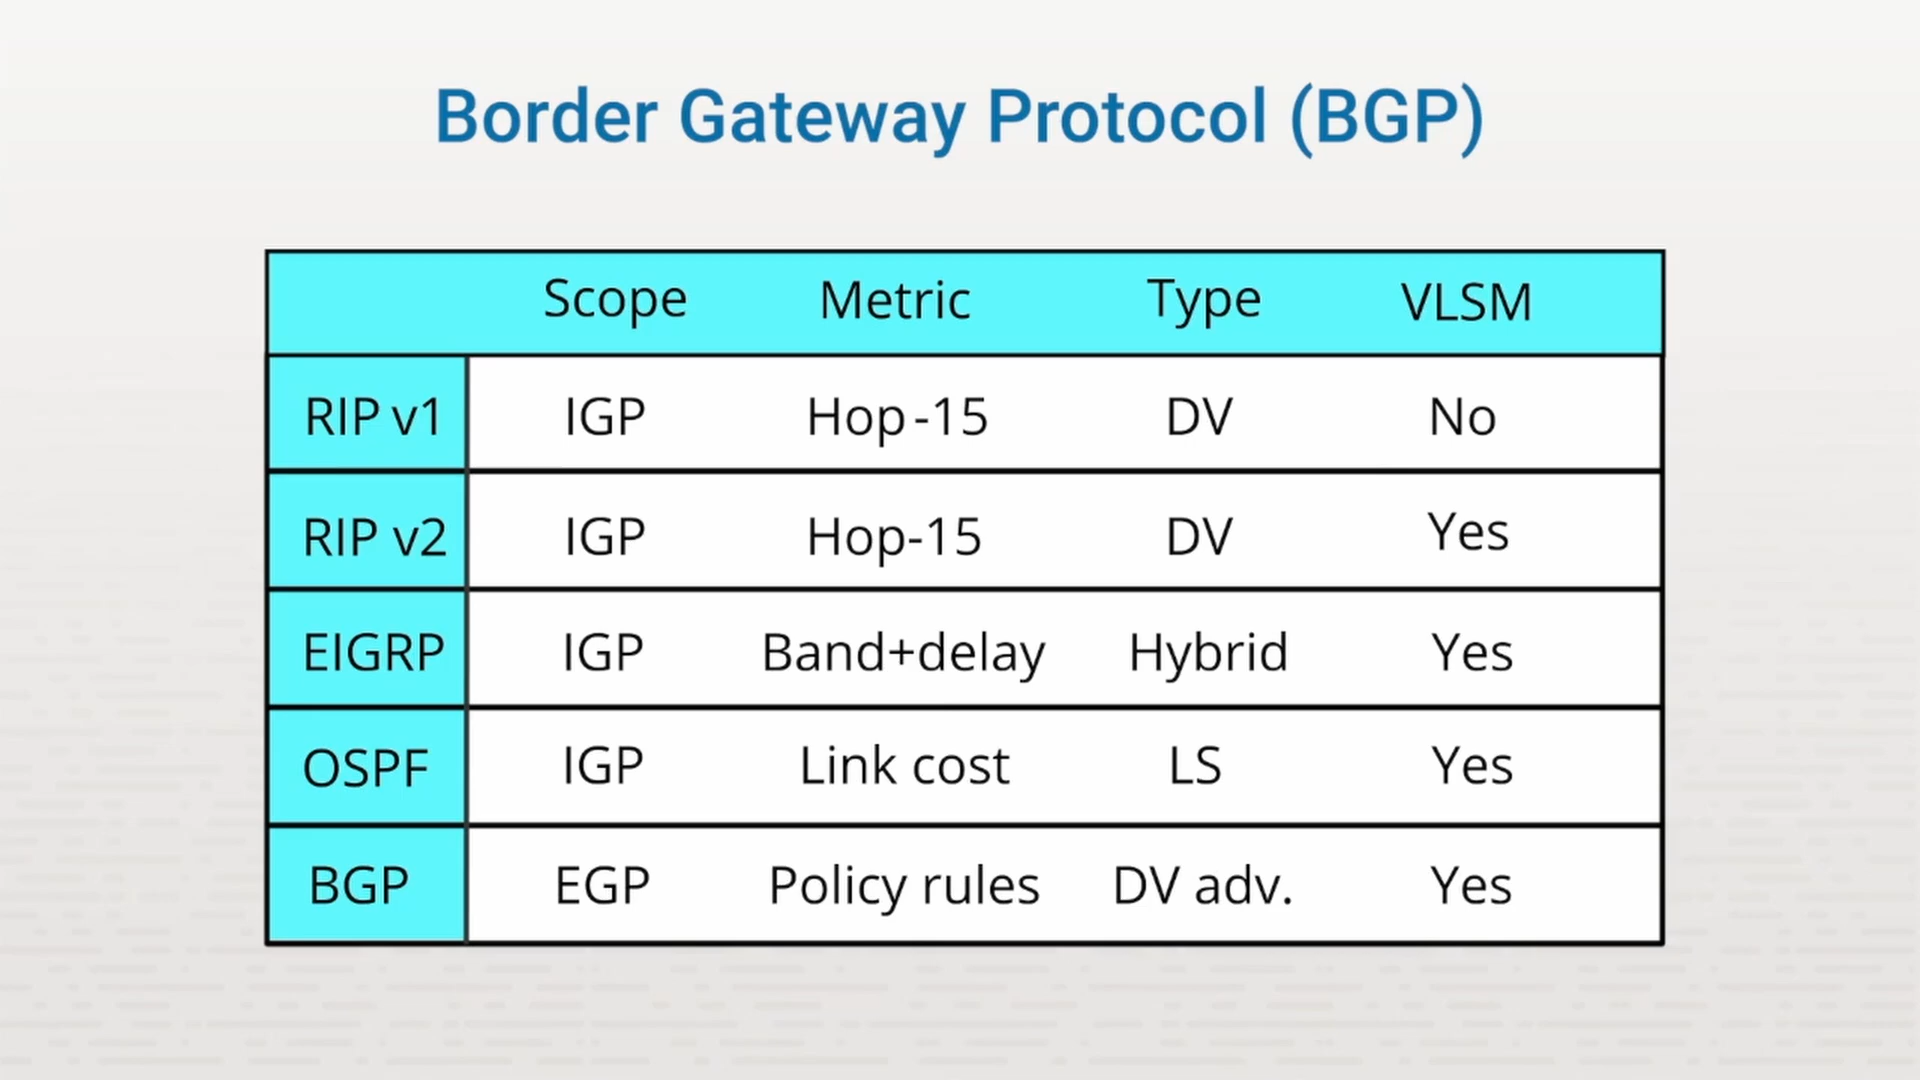 Border Gateway Protocol (BGP)
Scope Metric Type VLSM
RIP v1 IGP Hop -15 DV No
RIP v2 IGP Hop-15 DV Yes
EIGRP IGP Band+delay Hybrid Yes
OSPF IGP Link cost LS Yes
BGP EGP Policy rules DV adv. Yes